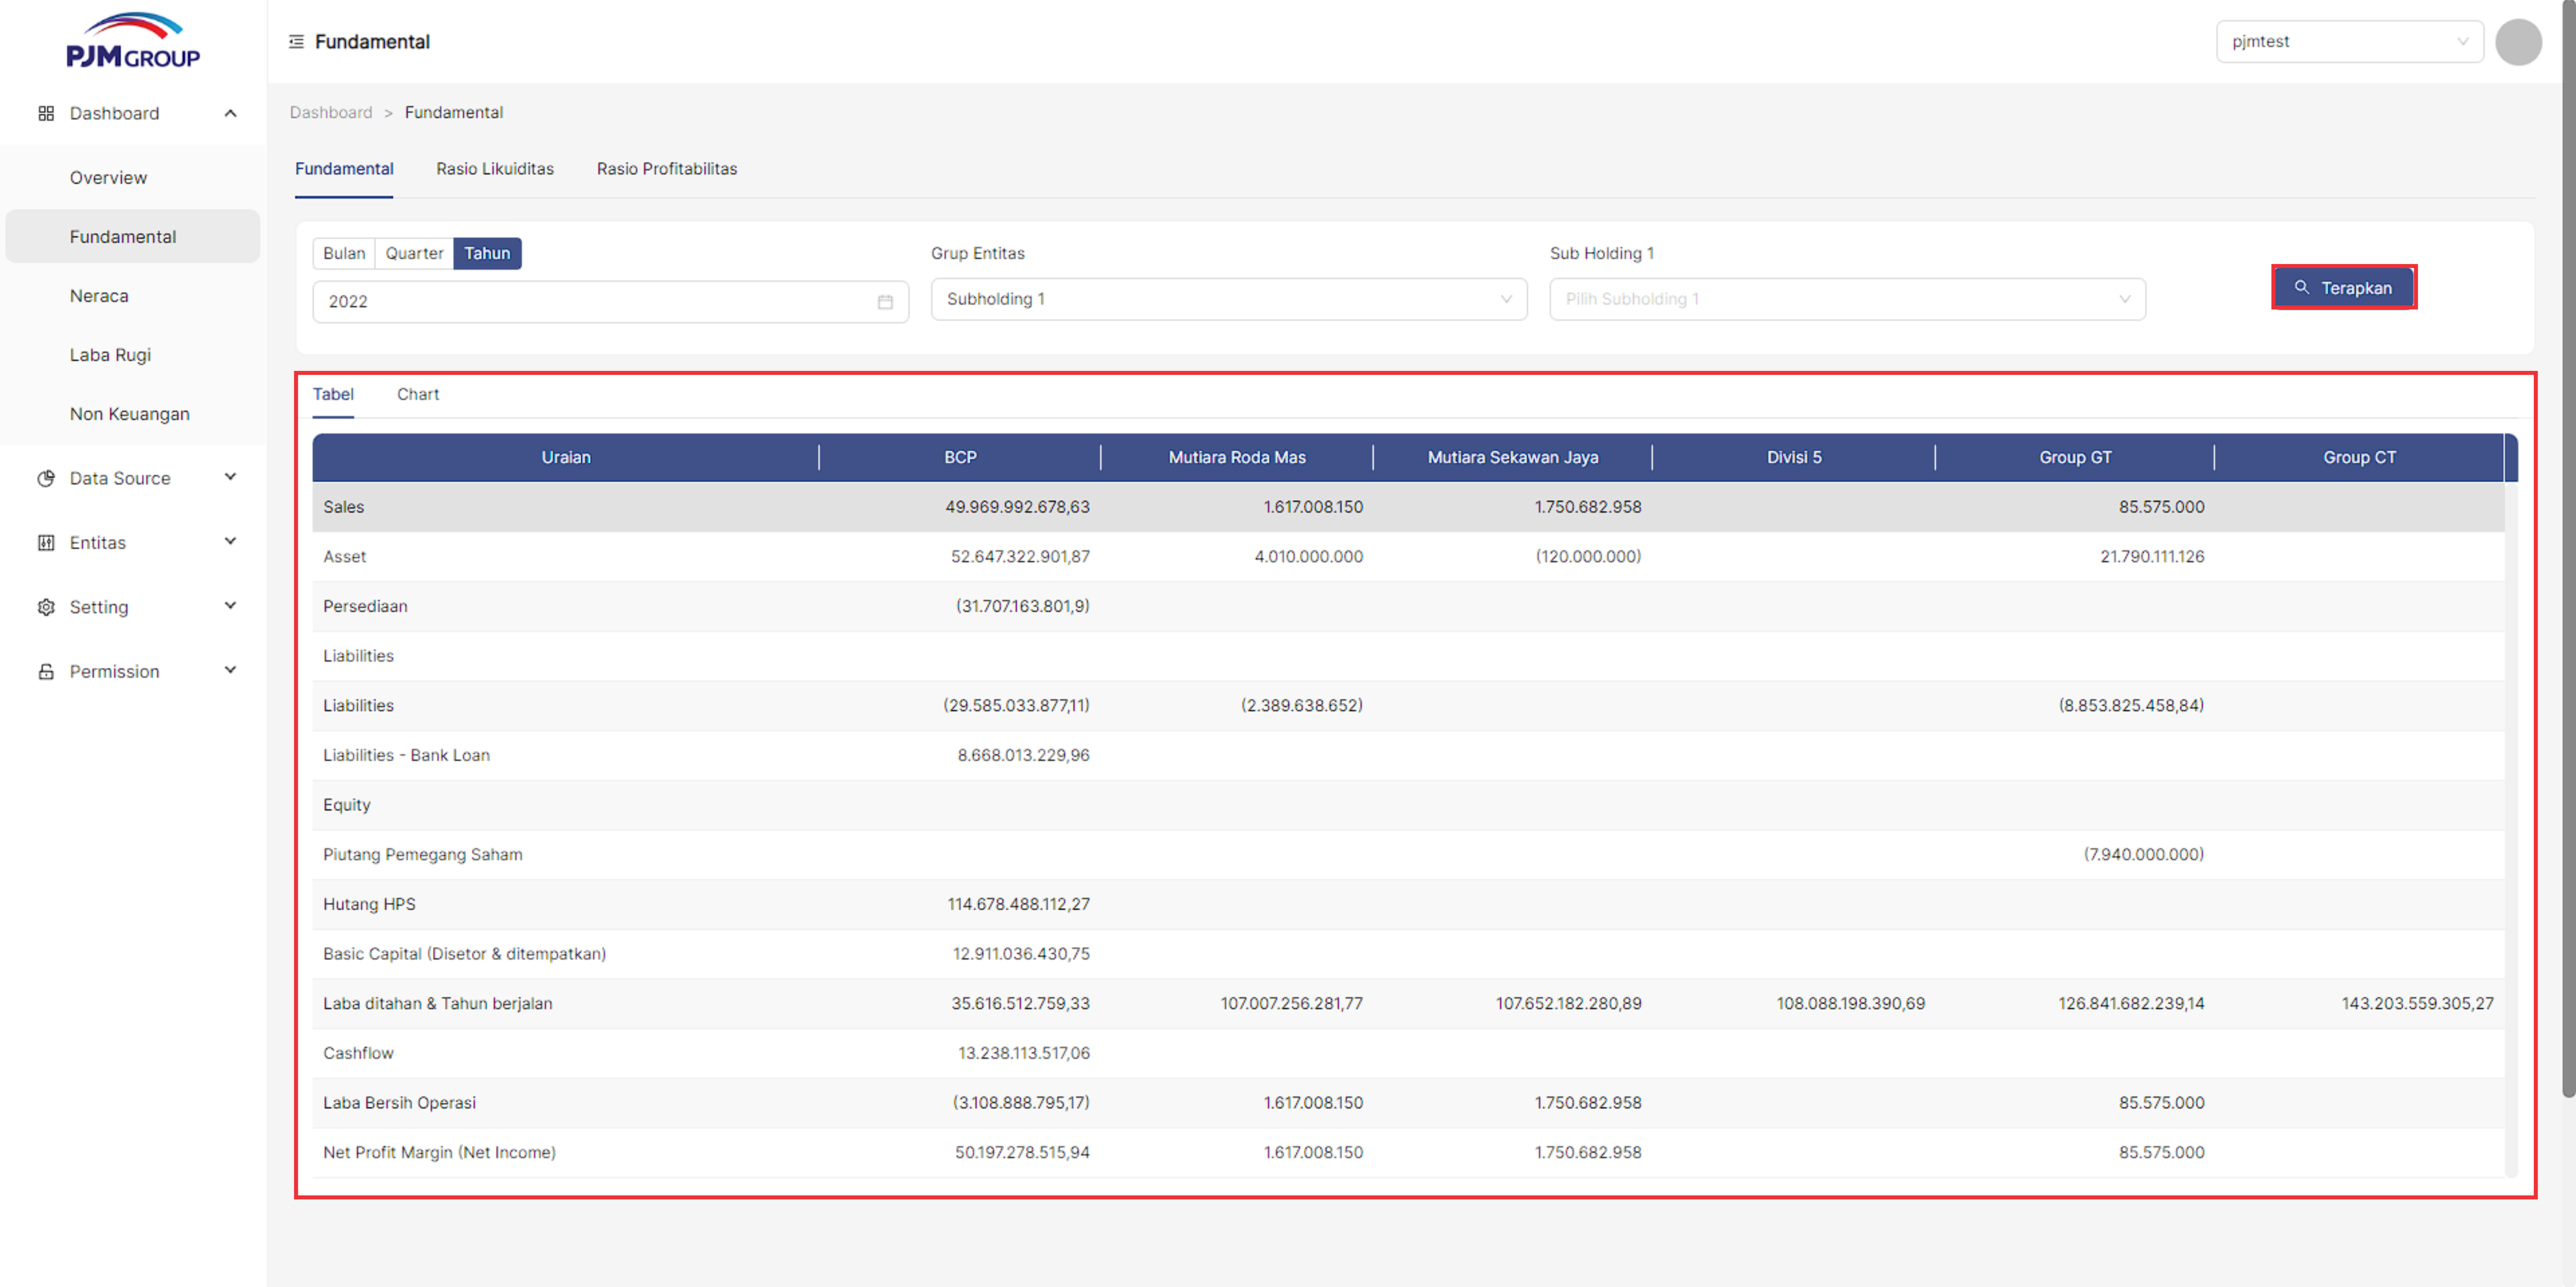 PJM GROUP
Fundamental
pjmtest
Dashboard
Overview
Fundamental
Neraca
Laba Rugi
Non Keuangan
Data Source
Entitas
Setting
Permission
Dashboard > Fundamental
Fundamental Rasio Likuiditas Rasio Profitabilitas
Bulan Quarter Tahun Grup Entitas Sub Holding 1
2022 Subholding 1 Pilih Subholding 1 Terapkan
Tabel Chart
Uraian BCP Mutiara Roda Mas Mutiara Sekawan Jaya Divisi 5 Group GT Group CT
Sales 49.969.992.678,63 1.617.008.150 1.750.682.958 85.575.000
Asset 52.647.322.901,87 4.010.000.000 (120.000.000) 21.790.111.126
Persediaan (31.707.163.801,9)
Liabilities
Liabilities (29.585.033.877,11) (2.389.638.652) (8.853.825.458,84)
Liabilities - Bank Loan 8.668.013.229,96
Equity
Piutang Pemegang Saham (7.940.000.000)
Hutang HPS 114.678.488.112,27
Basic Capital (Disetor & ditempatkan) 12.911.036.430,75
Laba ditahan & Tahun berjalan 35.616.512.759,33 107.007.256.281,77 107.652.182.280,89 108.088.198.390,69 126.841.682.239,14 143.203.559.305,27
Cashflow 13.238.113.517,06
Laba Bersih Operasi (3.108.888.795,17) 1.617.008.150 1.750.682.958 85.575.000
Net Profit Margin (Net Income) 50.197.278.515,94 1.617.008.150 1.750.682.958 85.575.000